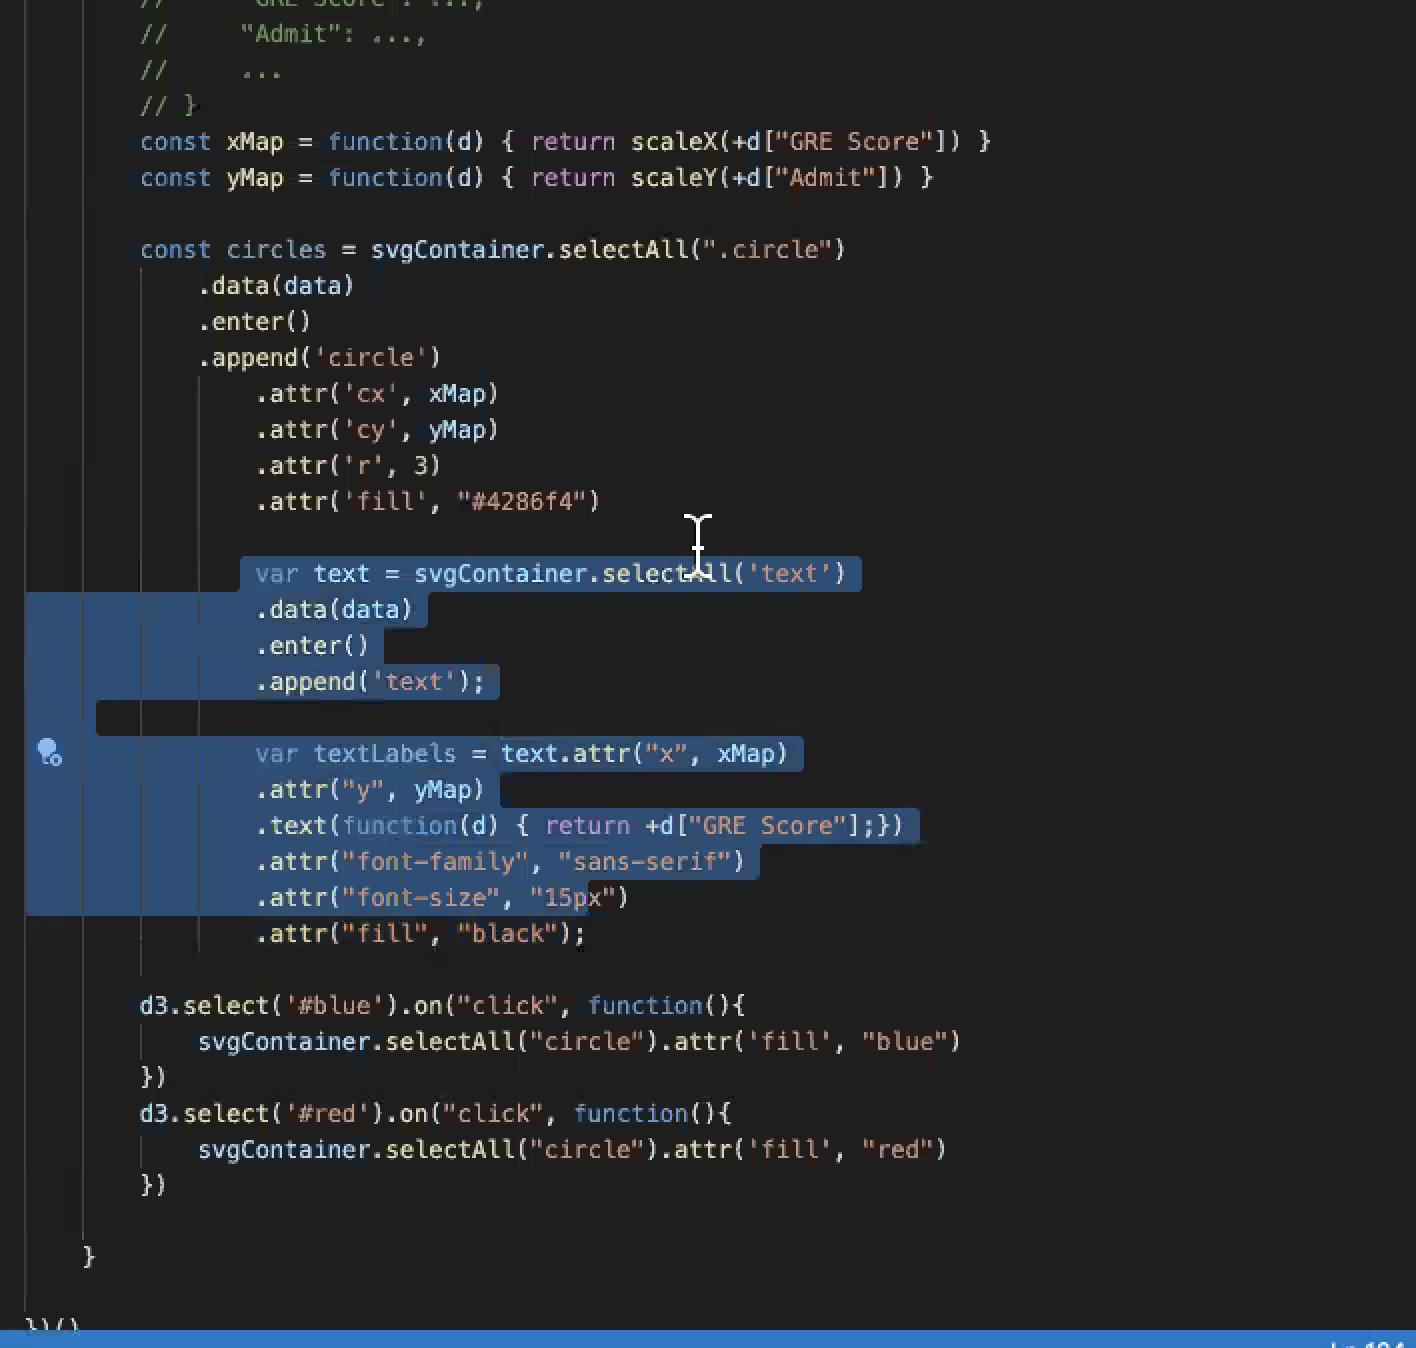 // "GRE Score": ...,
// "Admit": ...,
// ...
// }
const xMap = function(d) { return scaleX(+d["GRE Score"]) }
const yMap = function(d) { return scaleY(+d["Admit"]) }
const circles = svgContainer.selectAll(".circle")
.data(data)
.enter()
.append('circle')
.attr('cx', xMap)
.attr('cy', yMap)
.attr('r', 3)
.attr('fill', "#4286f4")
var text = svgContainer.selectAll('text')
.data(data)
.enter()
.append('text');
var textLabels = text.attr("x", xMap)
.attr("y", yMap)
.text(function(d) { return +d["GRE Score"];})
.attr("font-family", "sans-serif")
.attr("font-size", "15px")
.attr("fill", "black");
d3.select('#blue').on("click", function(){
svgContainer.selectAll("circle").attr('fill', "blue")
})
d3.select('#red').on("click", function(){
svgContainer.selectAll("circle").attr('fill', "red")
})
}
})()